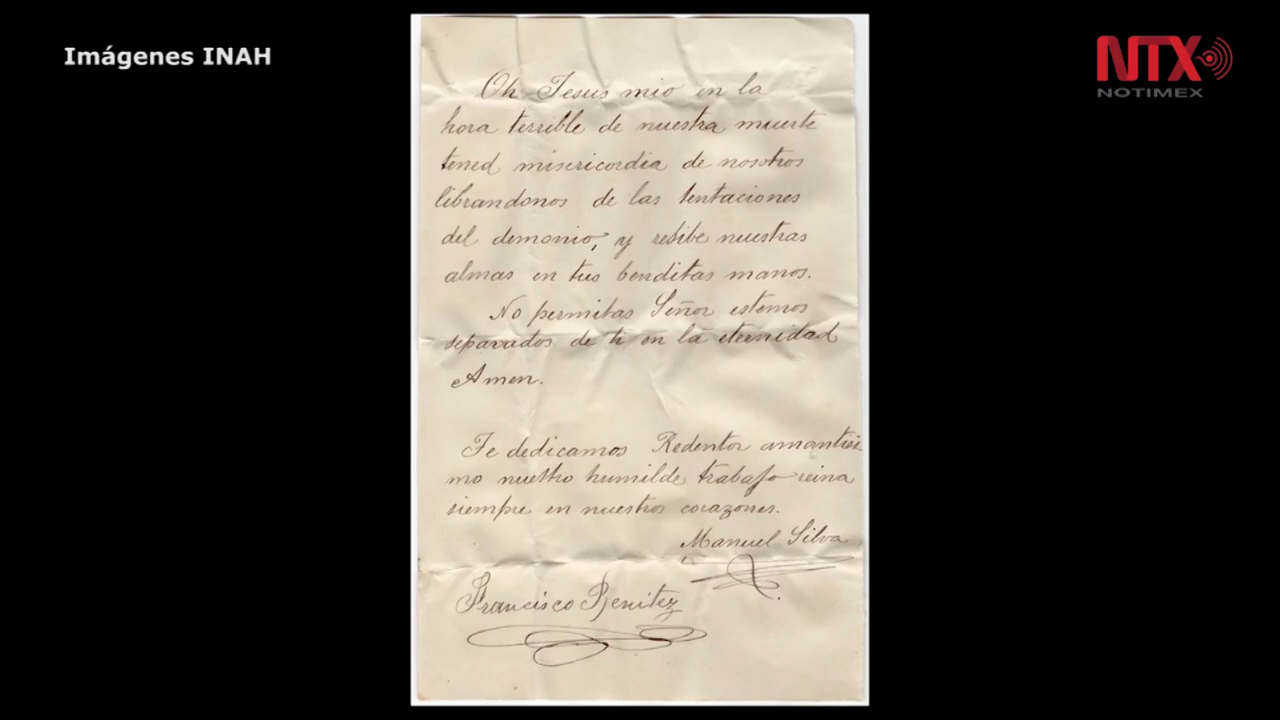 Imágenes INAH
NTX
NOTIMEX
Oh Jesus mio en la
hora terrible de nuestra muerte
tened misericordia de nosotros
librandonos de las tentaciones
del demonio, y resibe nuestras
almas en tus benditas manos.
No permitas Señor estemos
separados de ti en la eternidad
Amen.
Te dedicamos Redentor amantisi
mo nuestro humilde trabajo reina
siempre en nuestros corazones.
Manuel Silva
Francisco Benitez